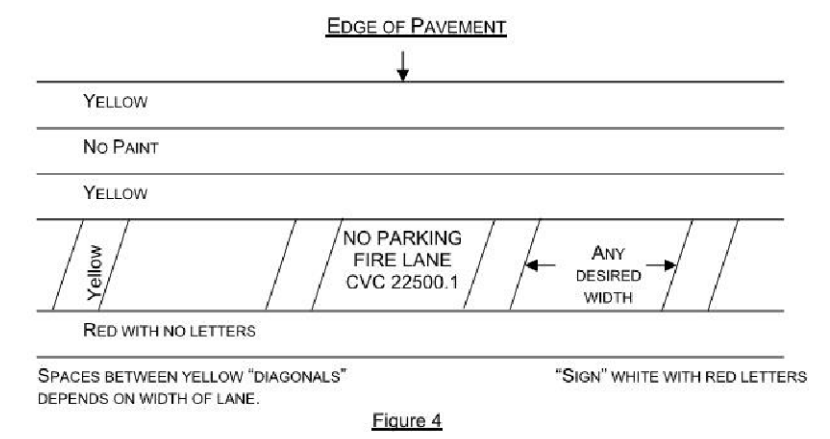 EDGE OF PAVEMENT
YELLOW
NO PAINT
YELLOW
Yellow
NO PARKING
FIRE LANE
CVC 22500.1
ANY
DESIRED
WIDTH
RED WITH NO LETTERS
SPACES BETWEEN YELLOW "DIAGONALS"
DEPENDS ON WIDTH OF LANE.
"SIGN" WHITE WITH RED LETTERS
Figure 4